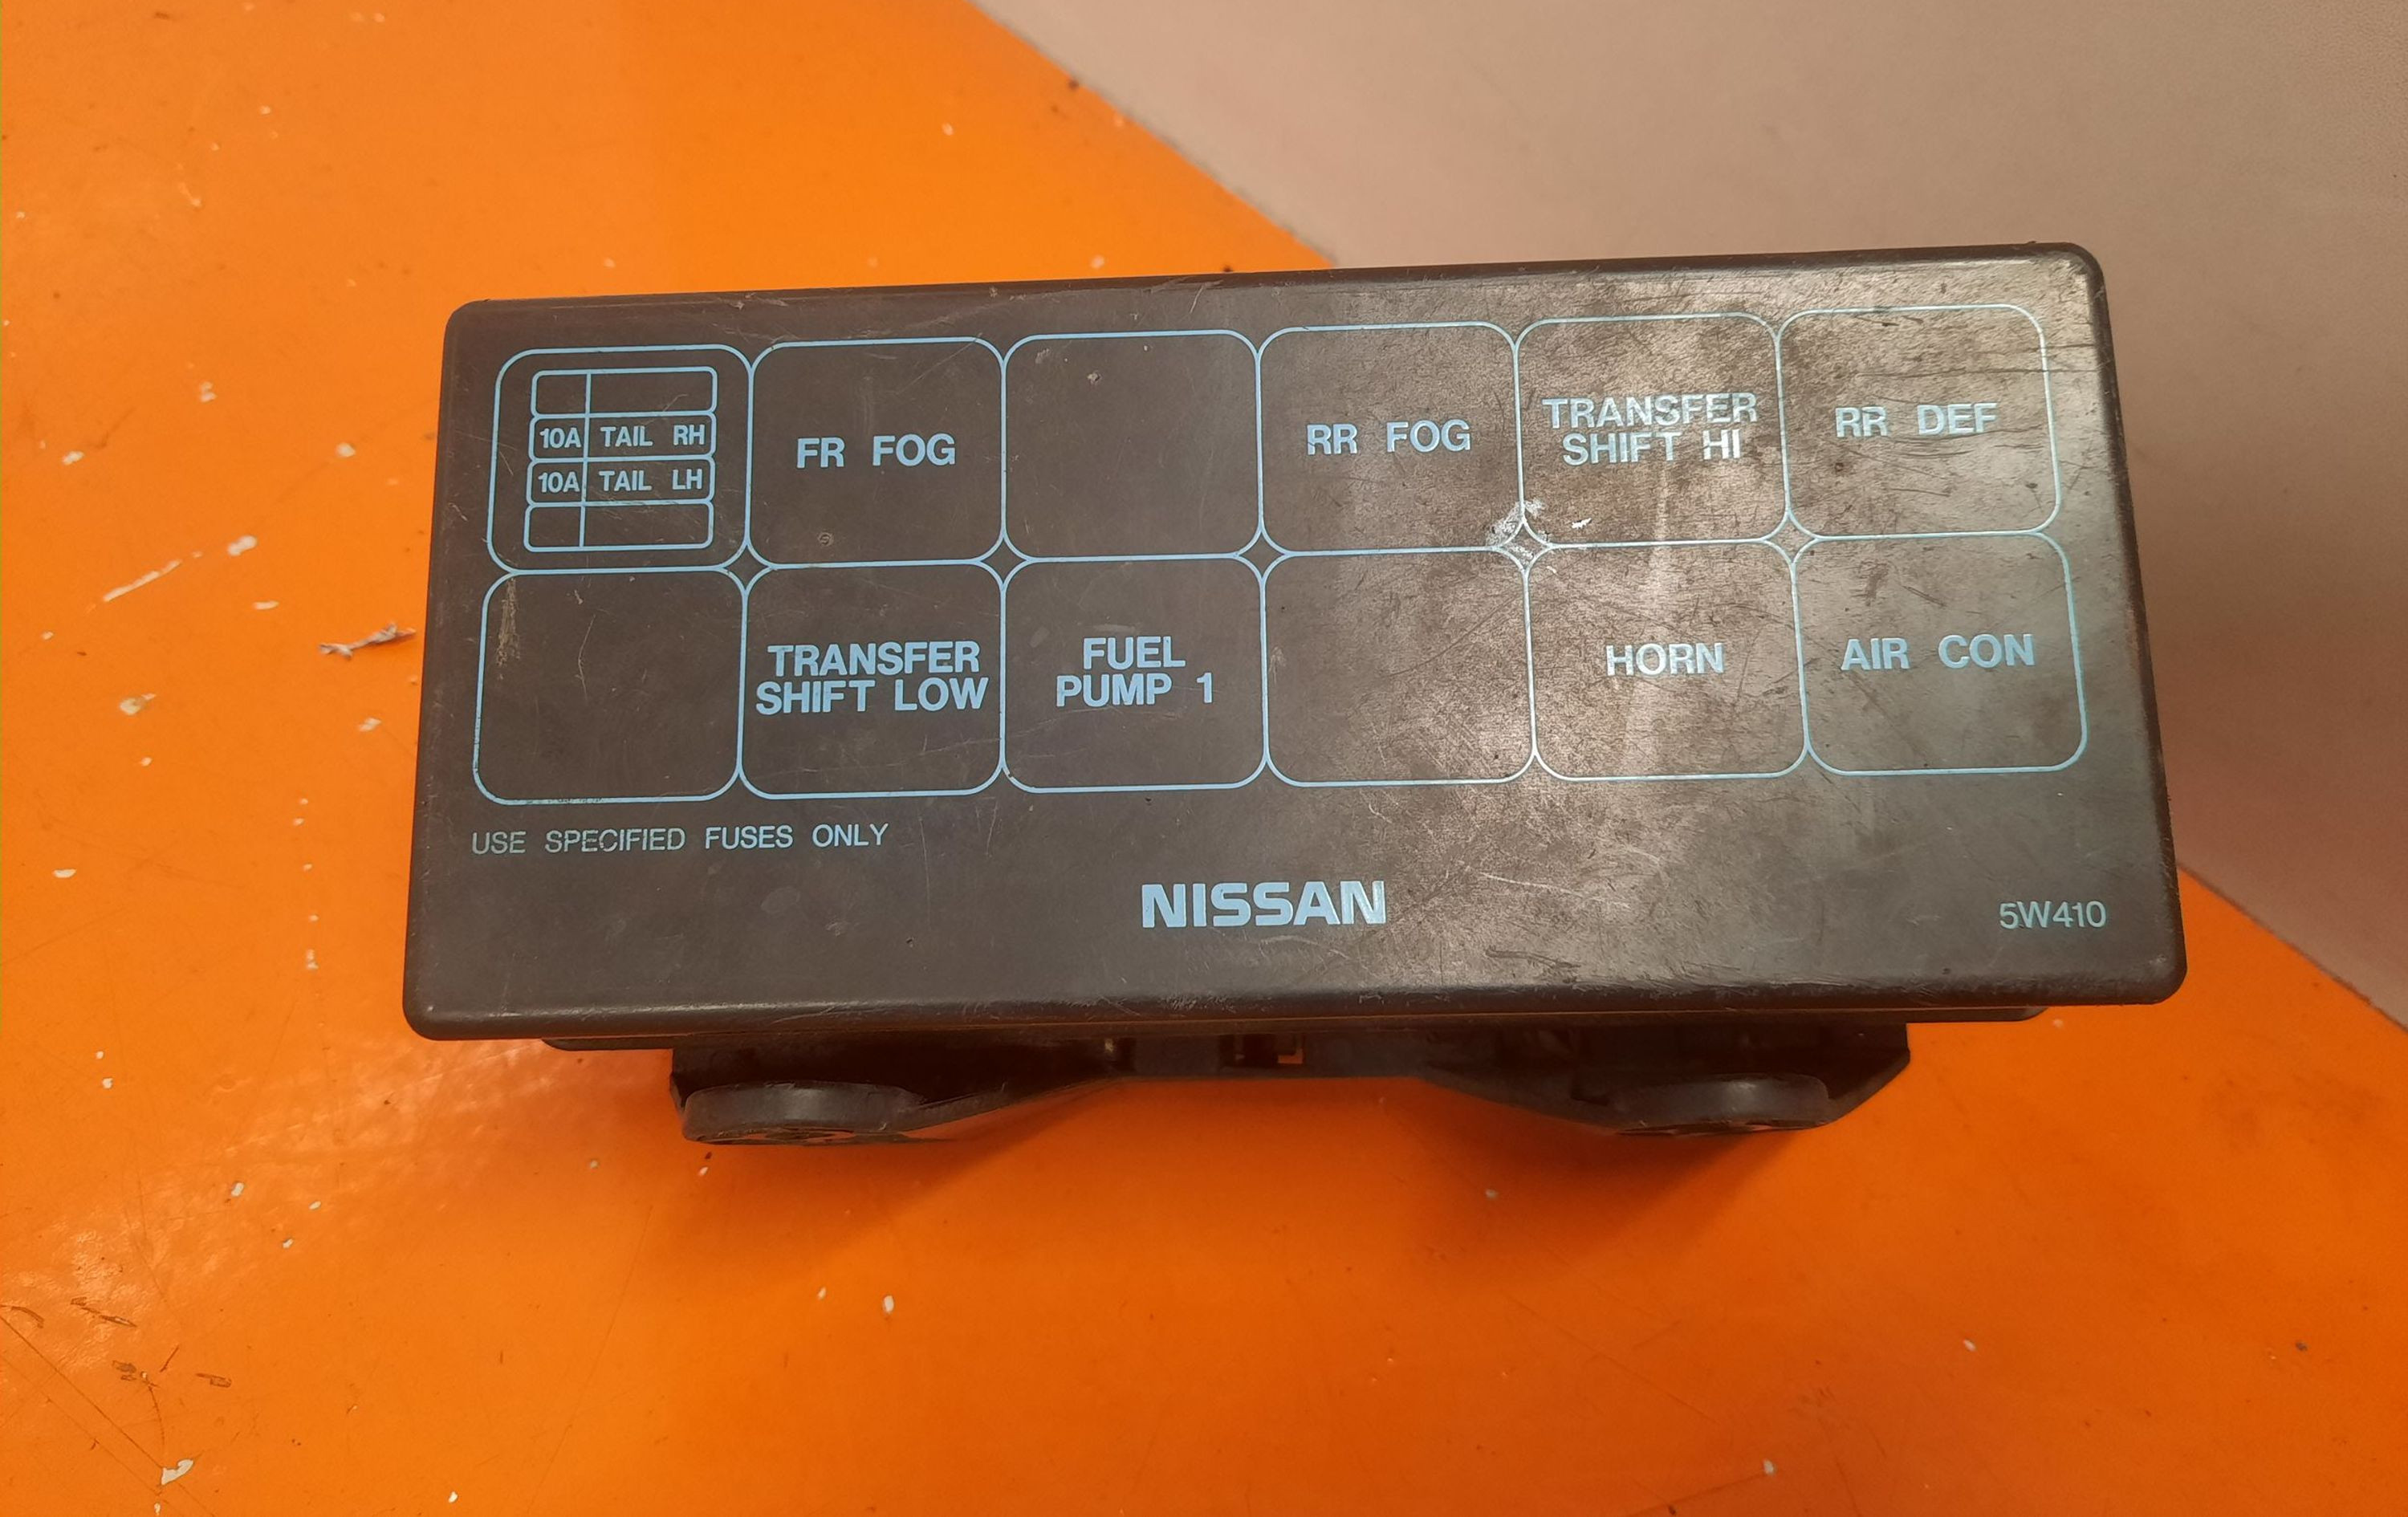 10A TAIL RH
10A TAIL LH
FR FOG
RR FOG
TRANSFER
SHIFT HI
RR DEF
TRANSFER
SHIFT LOW
FUEL
PUMP 1
HORN
AIR CON
USE SPECIFIED FUSES ONLY
NISSAN
5W410